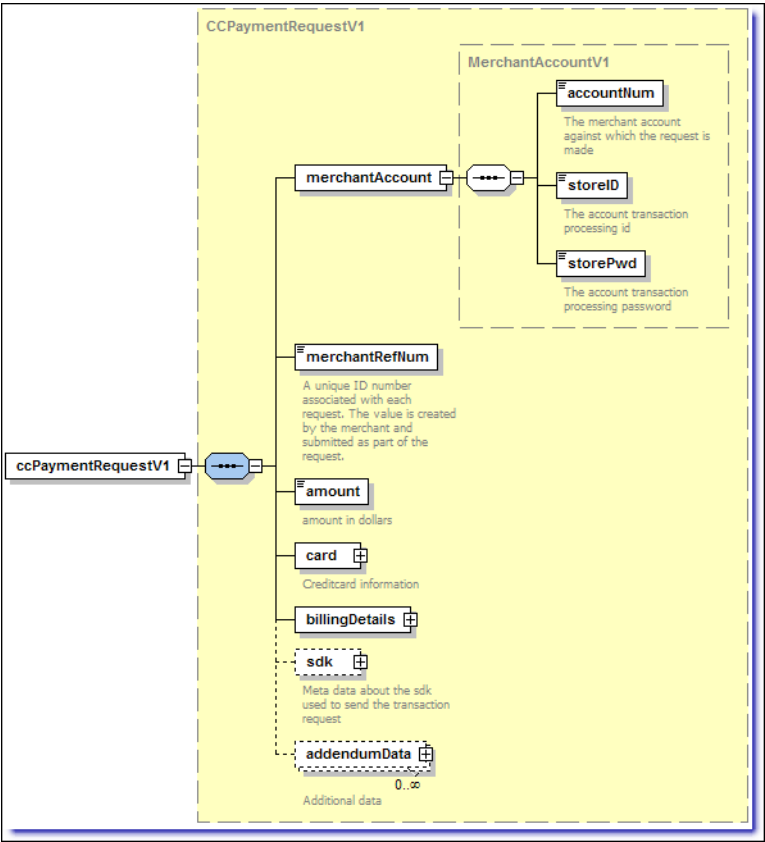 CCPaymentRequestV1
MerchantAccountV1
accountNum
The merchant account
against which the request is
made
merchantAccount
storeID
The account transaction
processing id
storePwd
The account transaction
processing password
merchantRefNum
A unique ID number
associated with each
request. The value is created
by the merchant and
submitted as part of the
request.
ccPaymentRequestV1
amount
amount in dollars
card
Creditcard information
billingDetails
sdk
Meta data about the sdk
used to send the transaction
request
addendumData
0..∞
Additional data